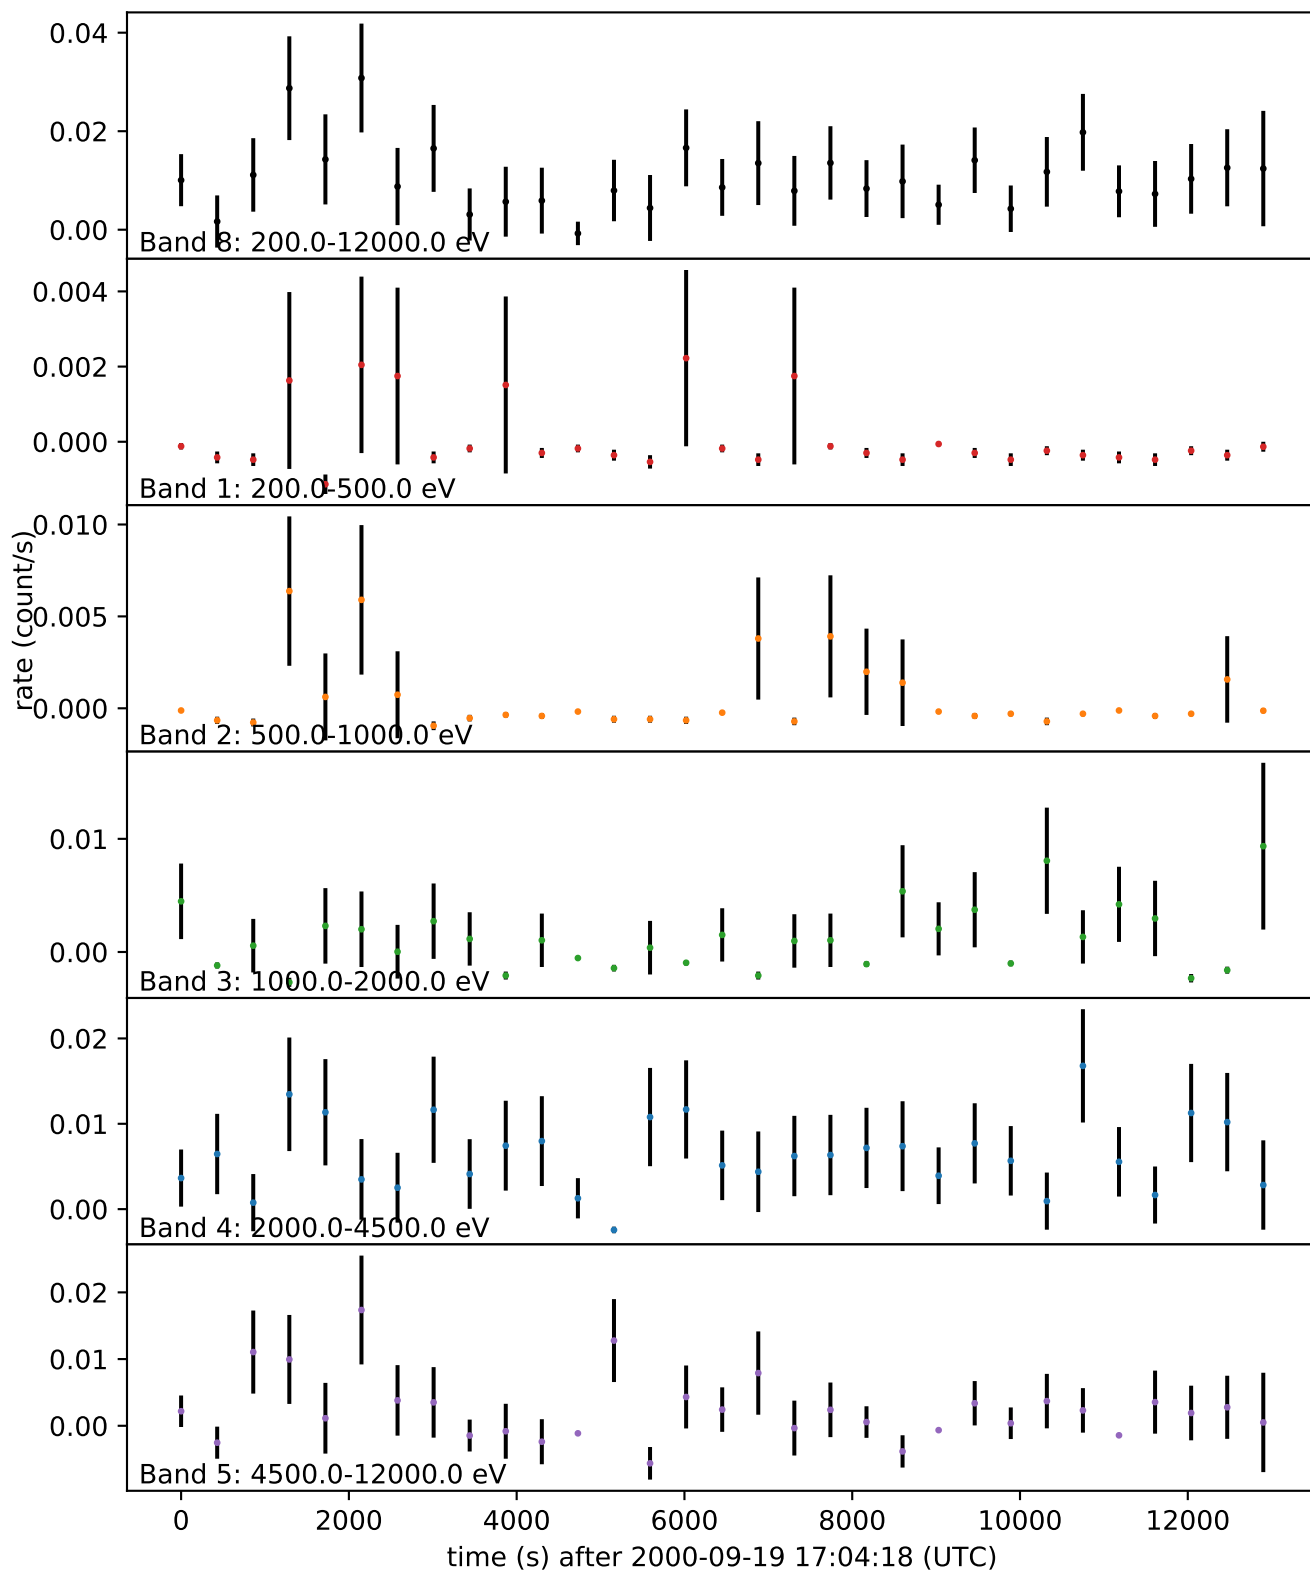 0.04
0.02
0.00
Band 8: 200.0-12000.0 eV
0.004
0.002
0.000
Band 1: 200.0-500.0 eV
rate (count/s)
0.010
0.005
0.000
Band 2: 500.0-1000.0 eV
0.01
0.00
Band 3: 1000.0-2000.0 eV
0.02
0.01
0.00
Band 4: 2000.0-4500.0 eV
0.02
0.01
0.00
Band 5: 4500.0-12000.0 eV
0 2000 4000 6000 8000 10000 12000
time (s) after 2000-09-19 17:04:18 (UTC)